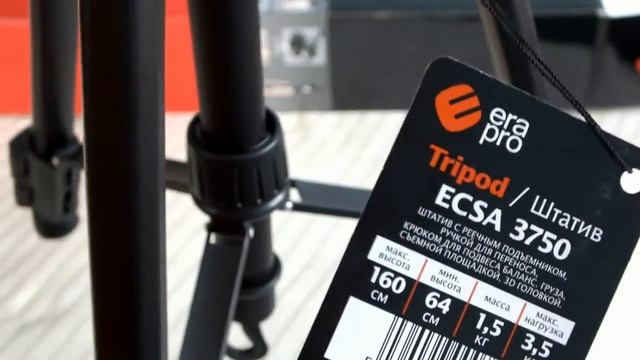 era
pro
Tripod / Штатив
ECSA 3750
ШТАТИВ С РЕЕЧНЫМ ПОДЪЕМНИКОМ,
РУЧКОЙ ДЛЯ ПЕРЕНОСА,
КРЮКОМ ДЛЯ ПОДВЕСА БАЛАНС. ГРУЗА,
СЪЕМНОЙ ПЛОЩАДКОЙ, 3D ГОЛОВКОЙ.
макс. высота мин. высота масса макс. нагрузка
160 СМ 64 СМ 1,5 КГ 3,5 КГ